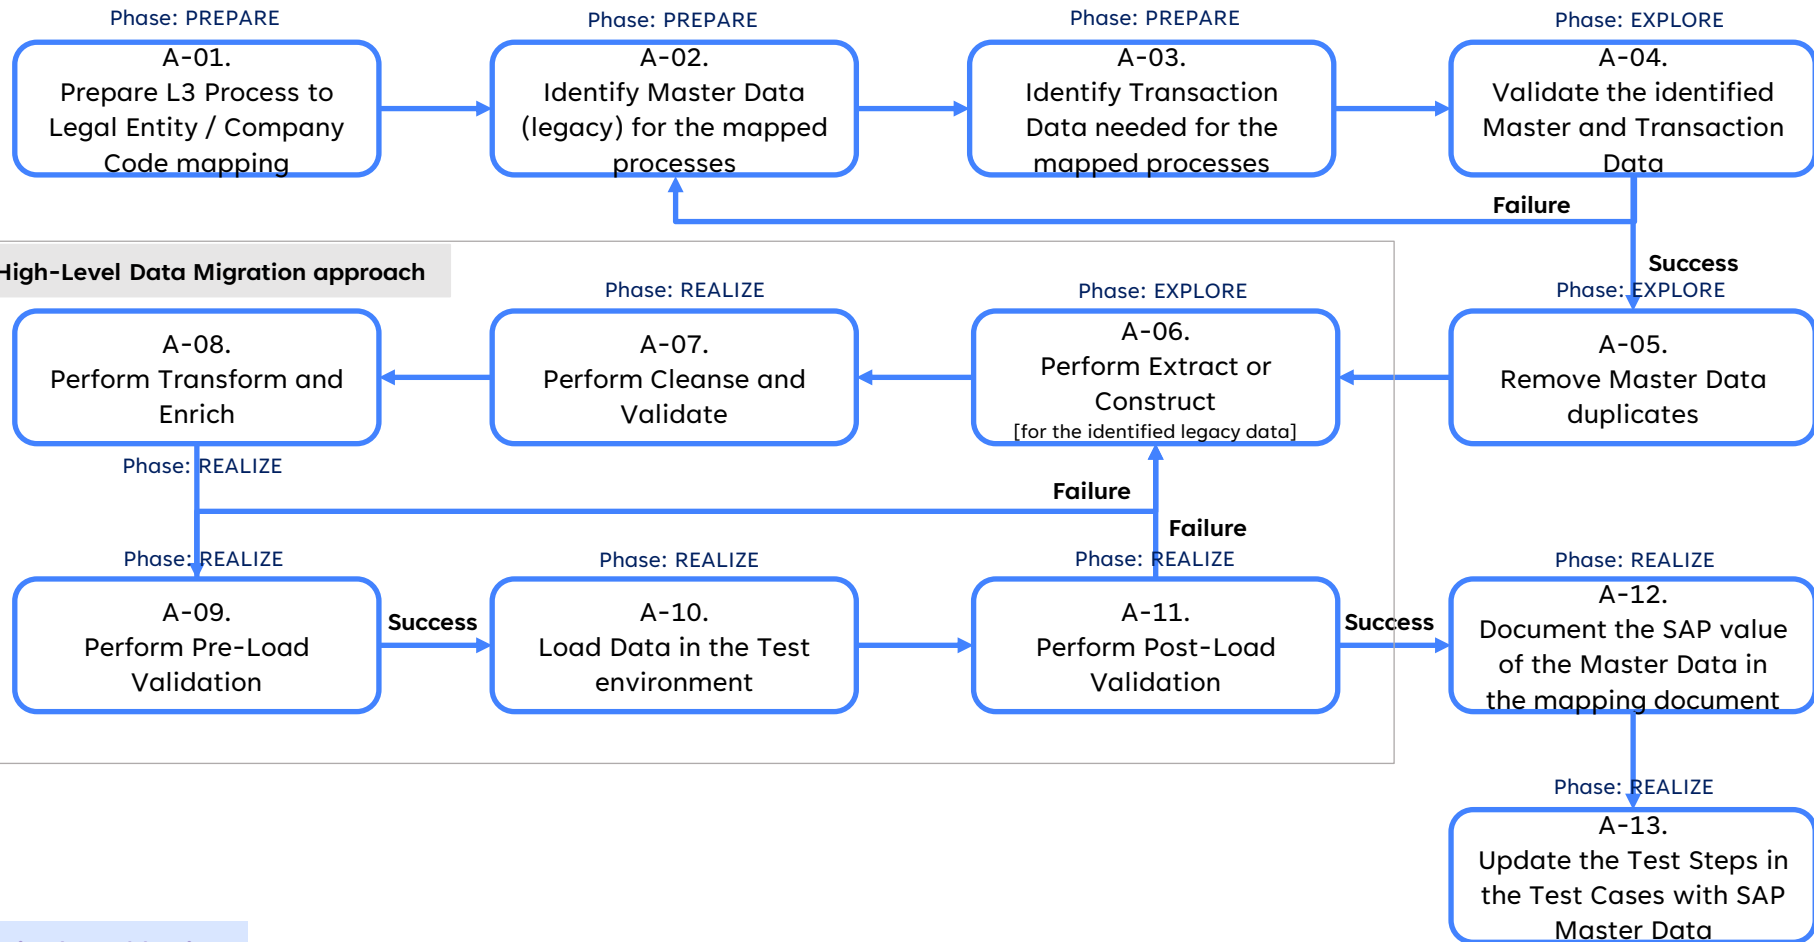 Phase: PREPARE
A-01.
Prepare L3 Process to
Legal Entity / Company
Code mapping
Phase: PREPARE
A-02.
Identify Master Data
(legacy) for the mapped
processes
Phase: PREPARE
A-03.
Identify Transaction
Data needed for the
mapped processes
Phase: EXPLORE
A-04.
Validate the identified
Master and Transaction
Data
Failure
Success
High-Level Data Migration approach
Phase: EXPLORE
A-05.
Remove Master Data
duplicates
Phase: EXPLORE
A-06.
Perform Extract or
Construct
[for the identified legacy data]
Phase: REALIZE
A-07.
Perform Cleanse and
Validate
A-08.
Perform Transform and
Enrich
Phase: REALIZE
Failure
Failure
Phase: REALIZE
A-09.
Perform Pre-Load
Validation
Success
Phase: REALIZE
A-10.
Load Data in the Test
environment
Phase: REALIZE
A-11.
Perform Post-Load
Validation
Success
Phase: REALIZE
A-12.
Document the SAP value
of the Master Data in
the mapping document
Phase: REALIZE
A-13.
Update the Test Steps in
the Test Cases with SAP
Master Data